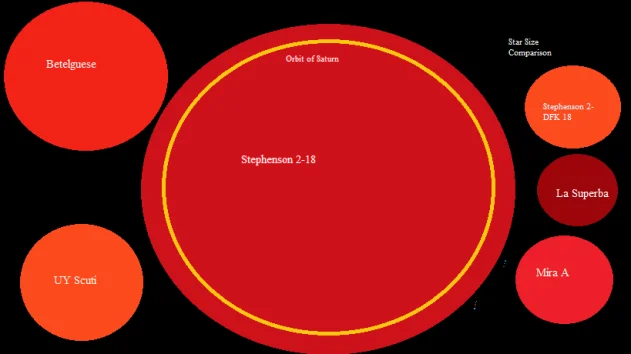 Betelguese
Orbit of Saturn
Star Size
Comparison
Stephenson 2-
DFK 18
Stephenson 2-18
La Superba
UY Scuti
Mira A